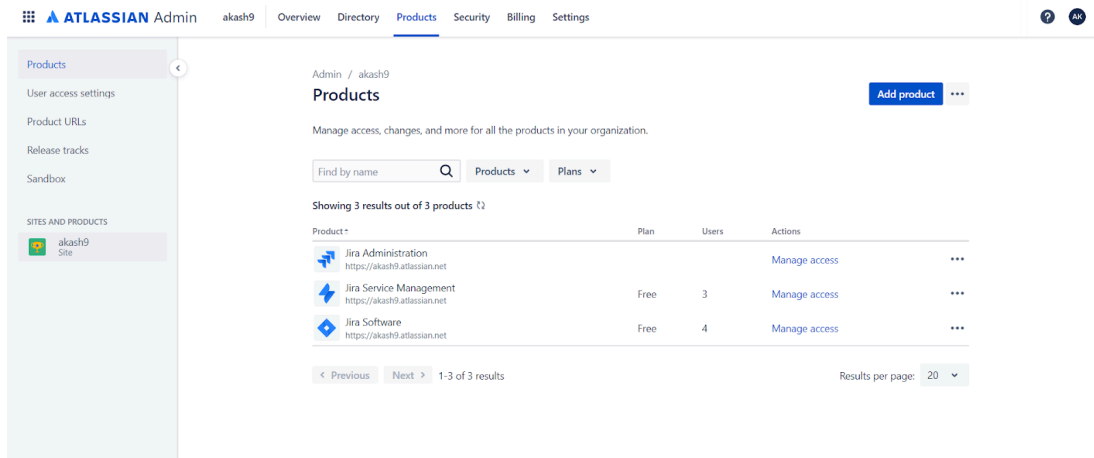 ATLASSIAN Admin akash9 Overview Directory Products Security Billing Settings ? AK
Products
User access settings
Product URLs
Release tracks
Sandbox
SITES AND PRODUCTS
akash9
Site
Admin / akash9
Products
Add product
Manage access, changes, and more for all the products in your organization.
Find by name Products Plans
Showing 3 results out of 3 products
Product Plan Users Actions
Jira Administration
https://akash9.atlassian.net
Manage access
Jira Service Management
https://akash9.atlassian.net
Free 3 Manage access
Jira Software
https://akash9.atlassian.net
Free 4 Manage access
Previous Next 1-3 of 3 results Results per page: 20